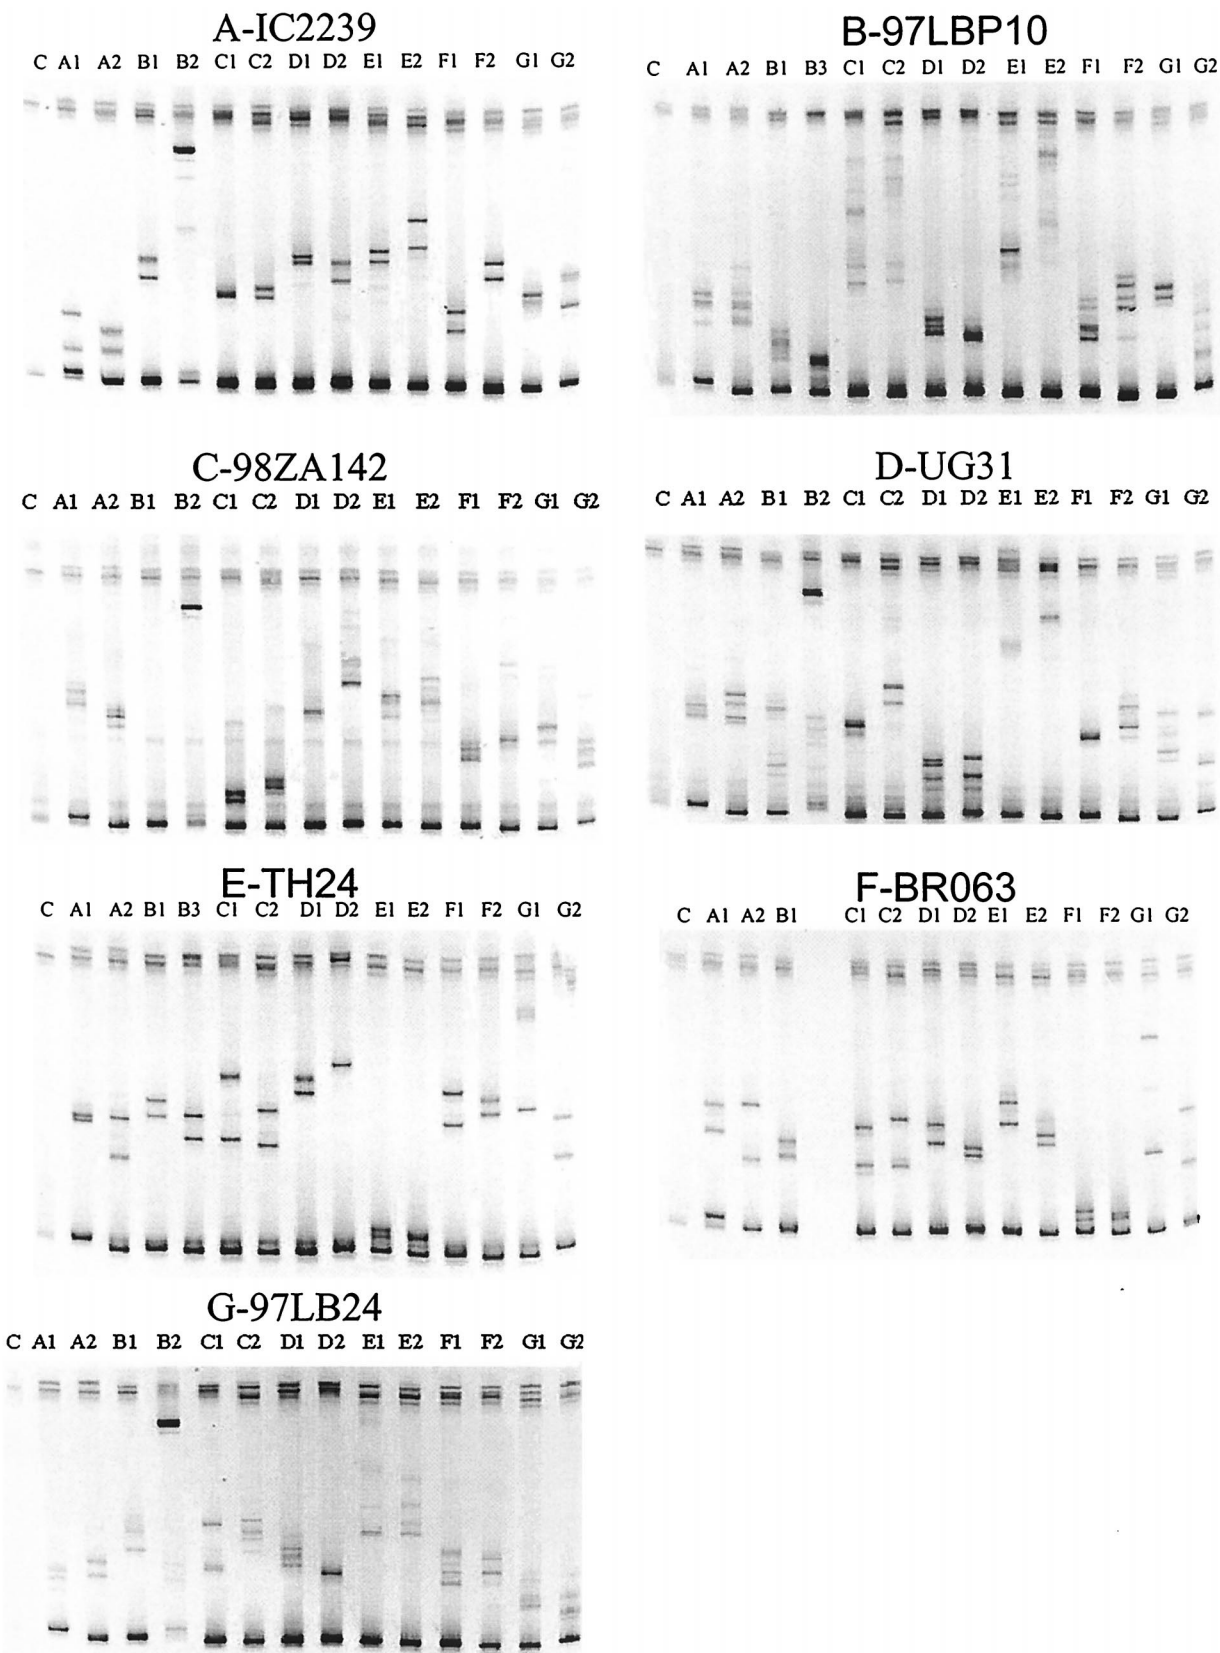 A-IC2239
C A1 A2 B1 B2 C1 C2 D1 D2 E1 E2 F1 F2 G1 G2
B-97LBP10
C A1 A2 B1 B3 C1 C2 D1 D2 E1 E2 F1 F2 G1 G2
C-98ZA142
C A1 A2 B1 B2 C1 C2 D1 D2 E1 E2 F1 F2 G1 G2
D-UG31
C A1 A2 B1 B2 C1 C2 D1 D2 E1 E2 F1 F2 G1 G2
E-TH24
C A1 A2 B1 B3 C1 C2 D1 D2 E1 E2 F1 F2 G1 G2
F-BR063
C A1 A2 B1 C1 C2 D1 D2 E1 E2 F1 F2 G1 G2
G-97LB24
C A1 A2 B1 B2 C1 C2 D1 D2 E1 E2 F1 F2 G1 G2